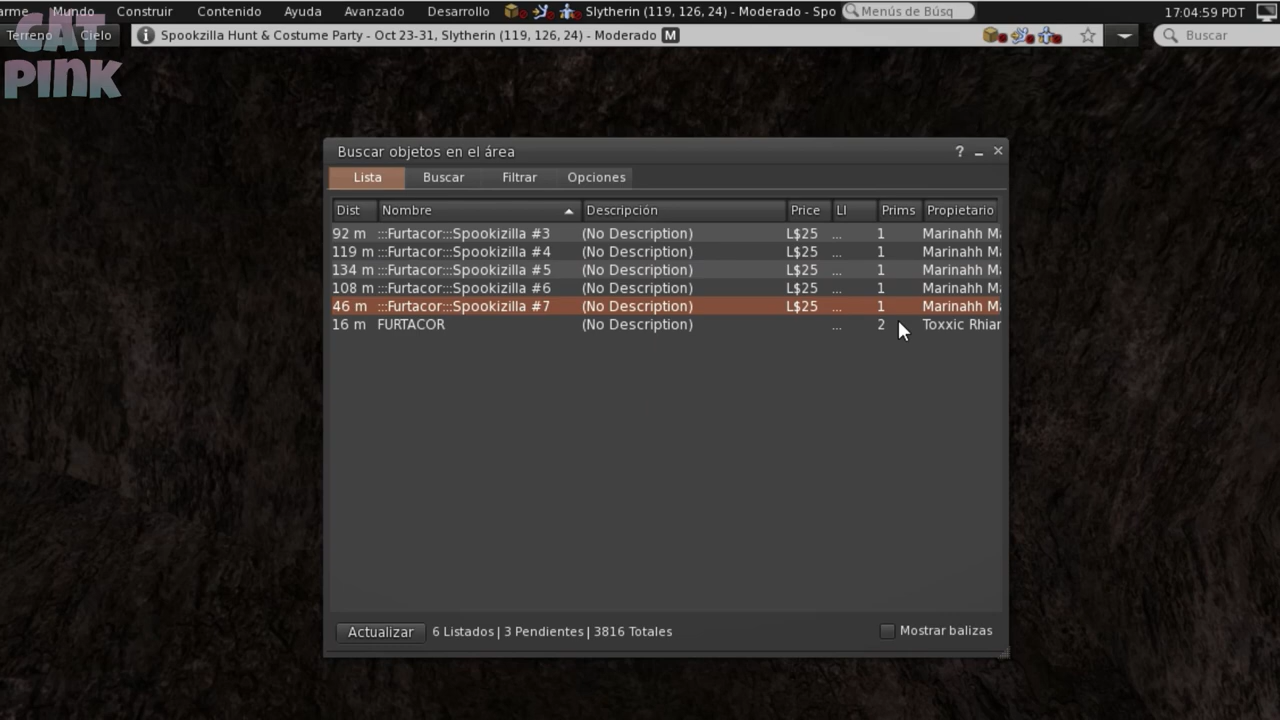 arme Mundo Construir Contenido Ayuda Avanzado Desarrollo Slytherin (119, 126, 24) - Moderado - Spo Menús de Búsq 17:04:59 PDT
Terreno Cielo Spookzilla Hunt & Costume Party - Oct 23-31, Slytherin (119, 126, 24) - Moderado M Buscar
CAT
PINK
Buscar objetos en el área ?
Lista Buscar Filtrar Opciones
Dist Nombre Descripción Price LI Prims Propietario
92 m :::Furtacor:::Spookizilla #3 (No Description) L$25 ... 1 Marinahh Ma
119 m :::Furtacor:::Spookizilla #4 (No Description) L$25 ... 1 Marinahh Ma
134 m :::Furtacor:::Spookizilla #5 (No Description) L$25 ... 1 Marinahh Ma
108 m :::Furtacor:::Spookizilla #6 (No Description) L$25 ... 1 Marinahh Ma
46 m :::Furtacor:::Spookizilla #7 (No Description) L$25 ... 1 Marinahh Ma
16 m FURTACOR (No Description) ... 2 Toxxic Rhiar
Actualizar 6 Listados | 3 Pendientes | 3816 Totales Mostrar balizas